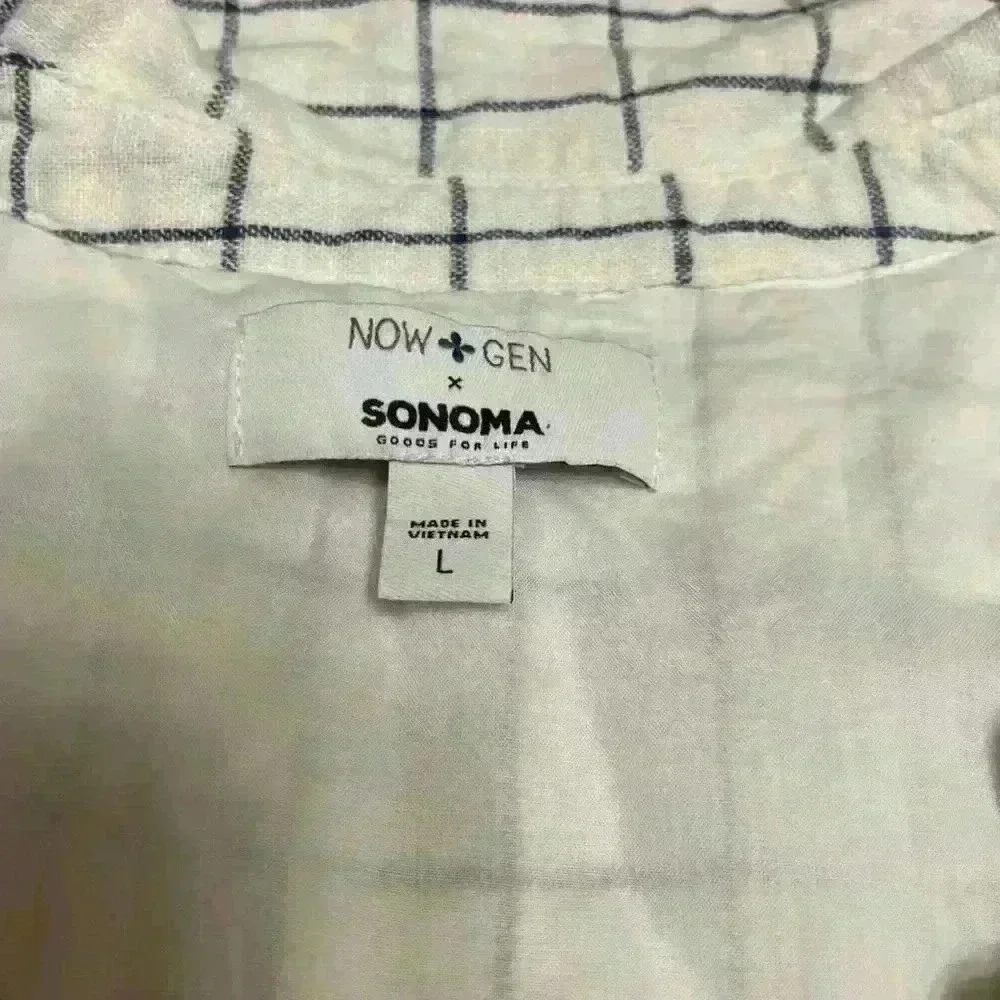 NOW GEN
×
SONOMA
GOODS FOR LIFE
MADE IN
VIETNAM
L